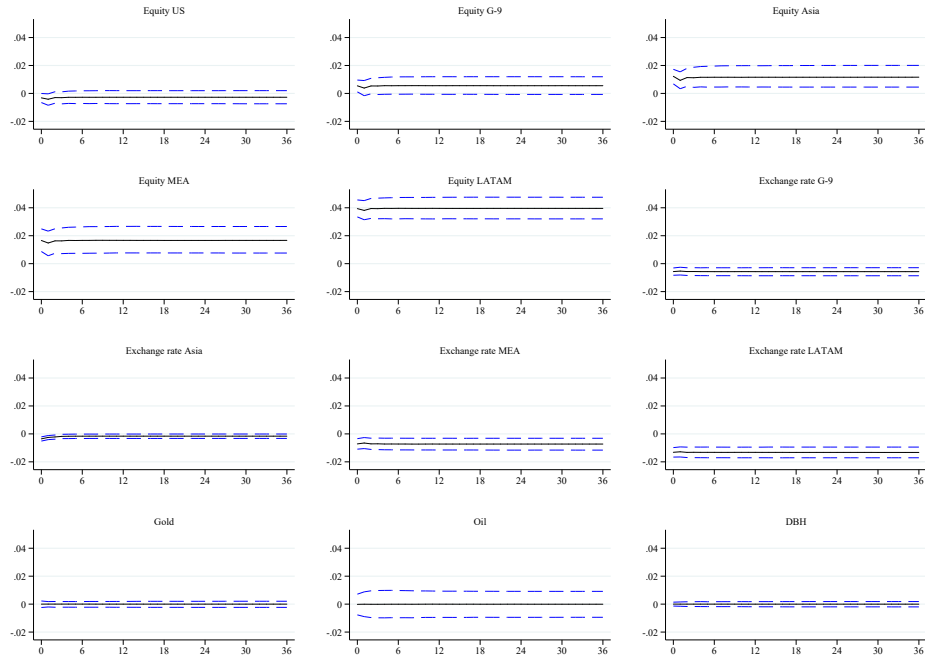 Equity US Equity G-9 Equity Asia
.04 .04 .04
.02 .02 .02
0 0 0
-.02 -.02 -.02
0 6 12 18 24 30 36 0 6 12 18 24 30 36 0 6 12 18 24 30 36
Equity MEA Equity LATAM Exchange rate G-9
.04 .04 .04
.02 .02 .02
0 0 0
-.02 -.02 -.02
0 6 12 18 24 30 36 0 6 12 18 24 30 36 0 6 12 18 24 30 36
Exchange rate Asia Exchange rate MEA Exchange rate LATAM
.04 .04 .04
.02 .02 .02
0 0 0
-.02 -.02 -.02
0 6 12 18 24 30 36 0 6 12 18 24 30 36 0 6 12 18 24 30 36
Gold Oil DBH
.04 .04 .04
.02 .02 .02
0 0 0
-.02 -.02 -.02
0 6 12 18 24 30 36 0 6 12 18 24 30 36 0 6 12 18 24 30 36